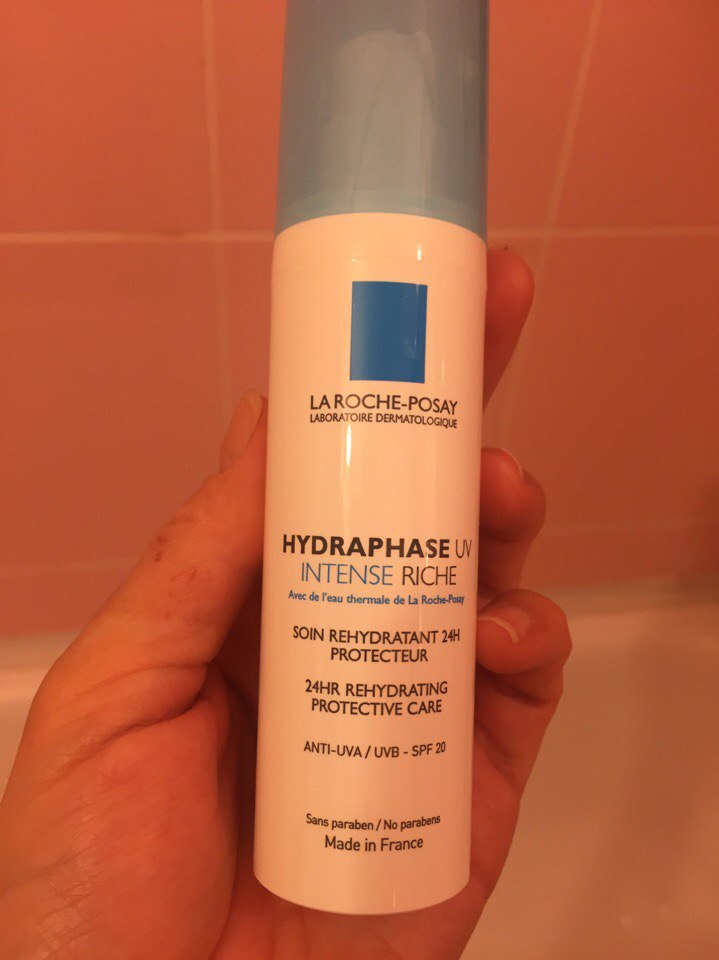 LA ROCHE-POSAY
LABORATOIRE DERMATOLOGIQUE
HYDRAPHASE UV
INTENSE RICHE
Avec de l'eau thermale de La Roche-Posay
SOIN REHYDRATANT 24H
PROTECTEUR
24HR REHYDRATING
PROTECTIVE CARE
ANTI-UVA / UVB - SPF 20
Sans paraben / No parabens
Made in France